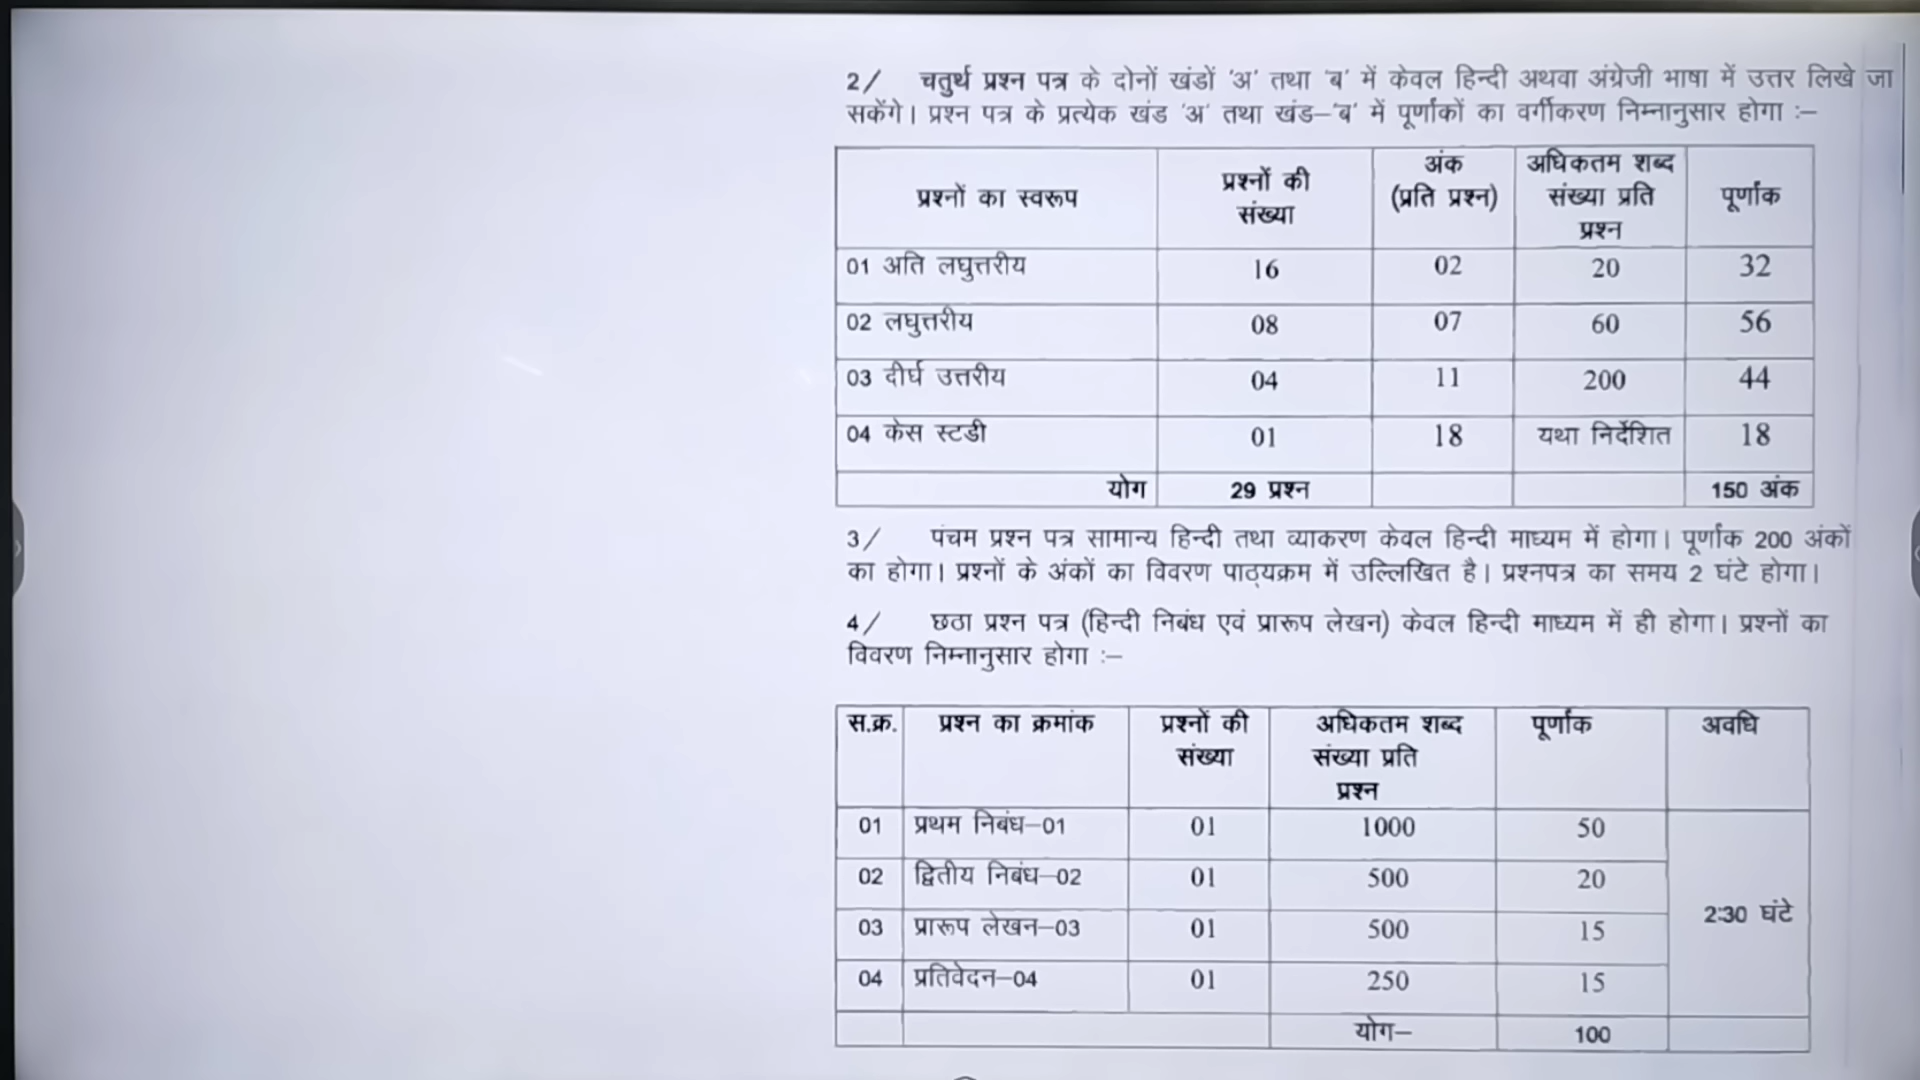 2/ चतुर्थ प्रश्न पत्र के दोनों खंडों 'अ' तथा 'ब' में केवल हिन्दी अथवा अंग्रेजी भाषा में उत्तर लिखे जा
सकेंगे। प्रश्न पत्र के प्रत्येक खंड 'अ' तथा खंड–'ब' में पूर्णांकों का वर्गीकरण निम्नानुसार होगा :–
प्रश्नों का स्वरूप प्रश्नों की संख्या अंक (प्रति प्रश्न) अधिकतम शब्द संख्या प्रति प्रश्न पूर्णांक
01 अति लघुत्तरीय 16 02 20 32
02 लघुत्तरीय 08 07 60 56
03 दीर्घ उत्तरीय 04 11 200 44
04 केस स्टडी 01 18 यथा निर्देशित 18
योग 29 प्रश्न 150 अंक
3/ पंचम प्रश्न पत्र सामान्य हिन्दी तथा व्याकरण केवल हिन्दी माध्यम में होगा। पूर्णांक 200 अंकों
का होगा। प्रश्नों के अंकों का विवरण पाठ्यक्रम में उल्लिखित है। प्रश्नपत्र का समय 2 घंटे होगा।
4/ छठा प्रश्न पत्र (हिन्दी निबंध एवं प्रारूप लेखन) केवल हिन्दी माध्यम में ही होगा। प्रश्नों का
विवरण निम्नानुसार होगा :–
स.क्र. प्रश्न का क्रमांक प्रश्नों की संख्या अधिकतम शब्द संख्या प्रति प्रश्न पूर्णांक अवधि
01 प्रथम निबंध–01 01 1000 50
02 द्वितीय निबंध–02 01 500 20
2:30 घंटे
03 प्रारूप लेखन–03 01 500 15
04 प्रतिवेदन–04 01 250 15
योग– 100